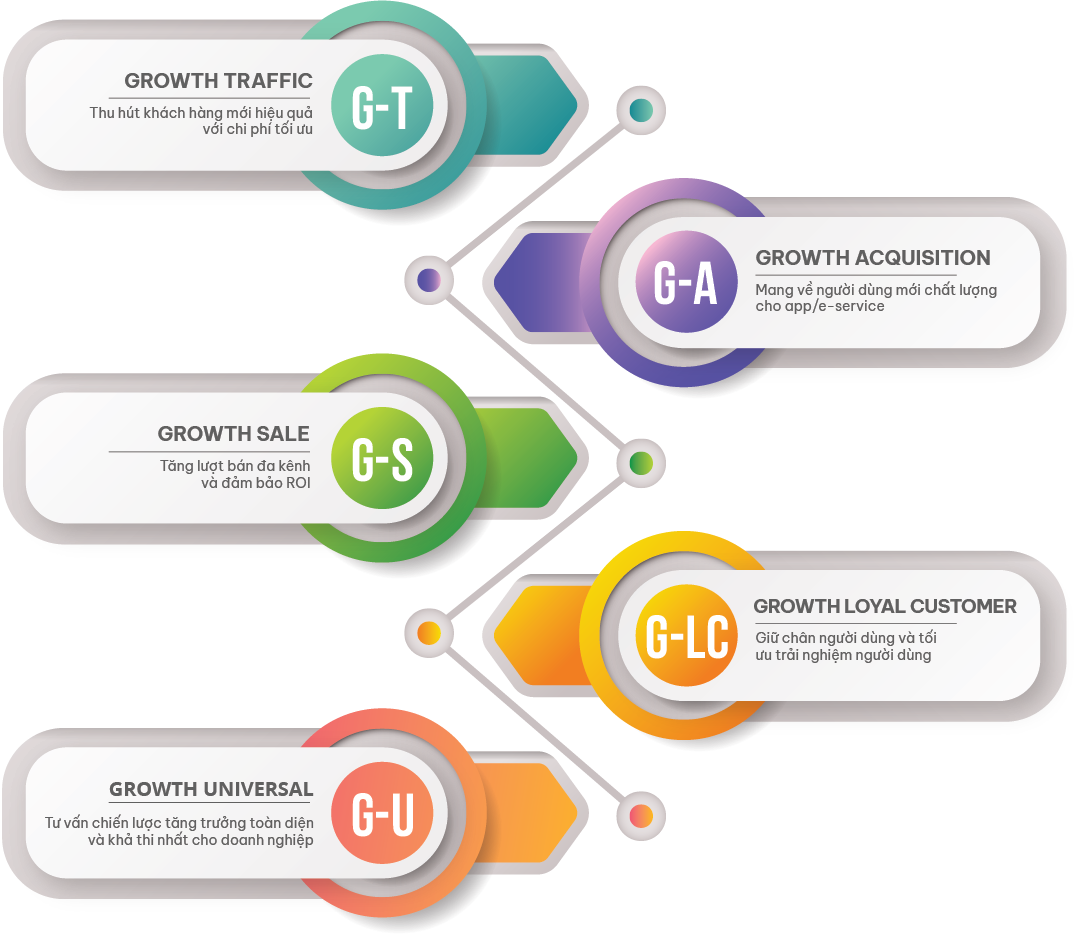 GROWTH TRAFFIC
Thu hút khách hàng mới hiệu quả
với chi phí tối ưu
G-T
G-A
GROWTH ACQUISITION
Mang về người dùng mới chất lượng
cho app/e-service
GROWTH SALE
Tăng lượt bán đa kênh
và đảm bảo ROI
G-S
G-LC
GROWTH LOYAL CUSTOMER
Giữ chân người dùng và tối
ưu trải nghiệm người dùng
GROWTH UNIVERSAL
Tư vấn chiến lược tăng trưởng toàn diện
và khả thi nhất cho doanh nghiệp
G-U